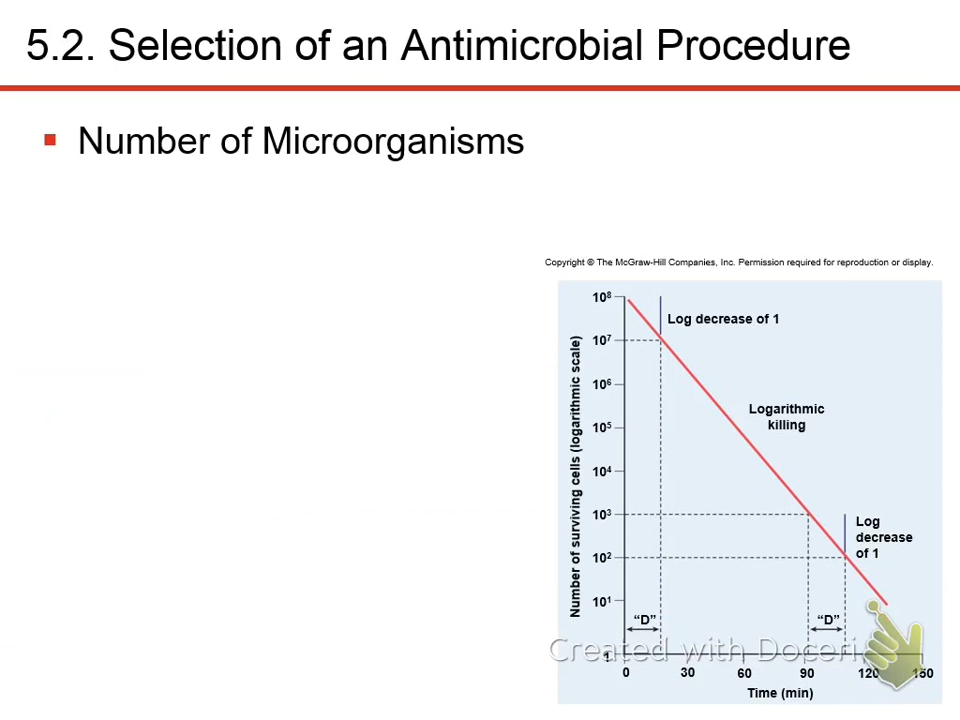 5.2. Selection of an Antimicrobial Procedure
Number of Microorganisms
Copyright © The McGraw-Hill Companies, Inc. Permission required for reproduction or display.
10⁸
Log decrease of 1
10⁷
10⁶
Logarithmic
killing
10⁵
10⁴
10³
Log
decrease
of 1
10²
10¹
"D"
"D"
1
Number of surviving cells (logarithmic scale)
Created with Doceri
0 30 60 90 120 150
Time (min)